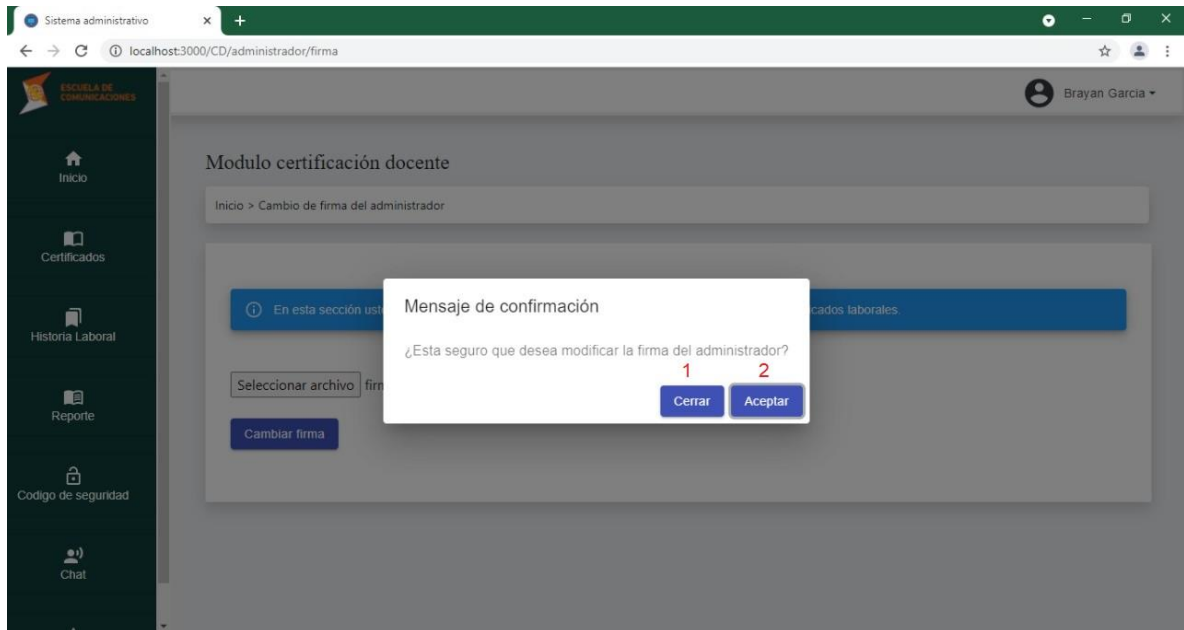 Sistema administrativo
localhost:3000/CD/administrador/firma
ESCUELA DE
COMUNICACIONES
Brayan Garcia
Inicio
Certificados
Historia Laboral
Reporte
Codigo de seguridad
Chat
Modulo certificación docente
Inicio > Cambio de firma del administrador
En esta sección
laborales.
Mensaje de confirmación
¿Esta seguro que desea modificar la firma del administrador?
1 2
Cerrar Aceptar
Seleccionar archivo
Cambiar firma